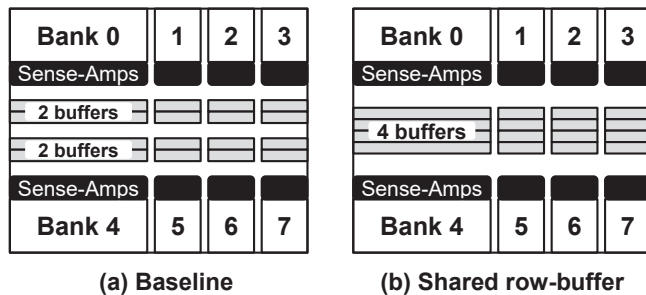 Bank 0 1 2 3
Sense-Amps
2 buffers
2 buffers
Sense-Amps
Bank 4 5 6 7
(a) Baseline
Bank 0 1 2 3
Sense-Amps
4 buffers
Sense-Amps
Bank 4 5 6 7
(b) Shared row-buffer